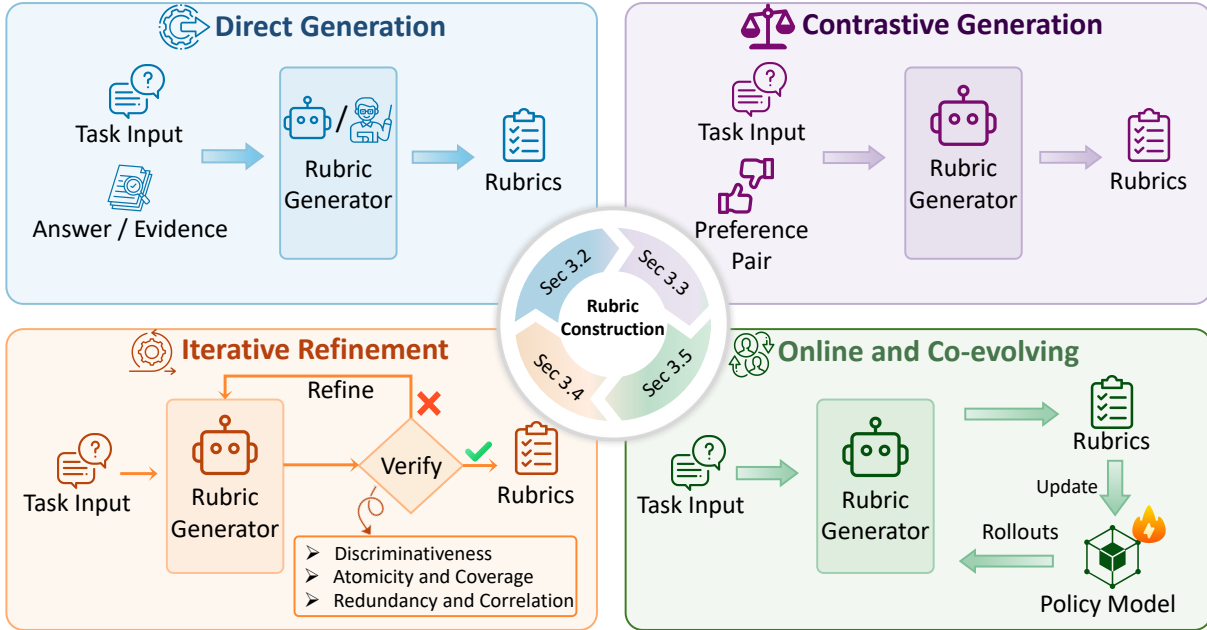 Direct Generation
Task Input
Answer / Evidence
/
Rubric
Generator
Rubrics
Contrastive Generation
Task Input
Preference
Pair
Rubric
Generator
Rubrics
Sec 3.2
Sec 3.3
Rubric
Construction
Sec 3.4
Sec 3.5
Iterative Refinement
Refine
Task Input
Rubric
Generator
Verify
Rubrics
➢ Discriminativeness
➢ Atomicity and Coverage
➢ Redundancy and Correlation
Online and Co-evolving
Task Input
Rubric
Generator
Rubrics
Update
Rollouts
Policy Model